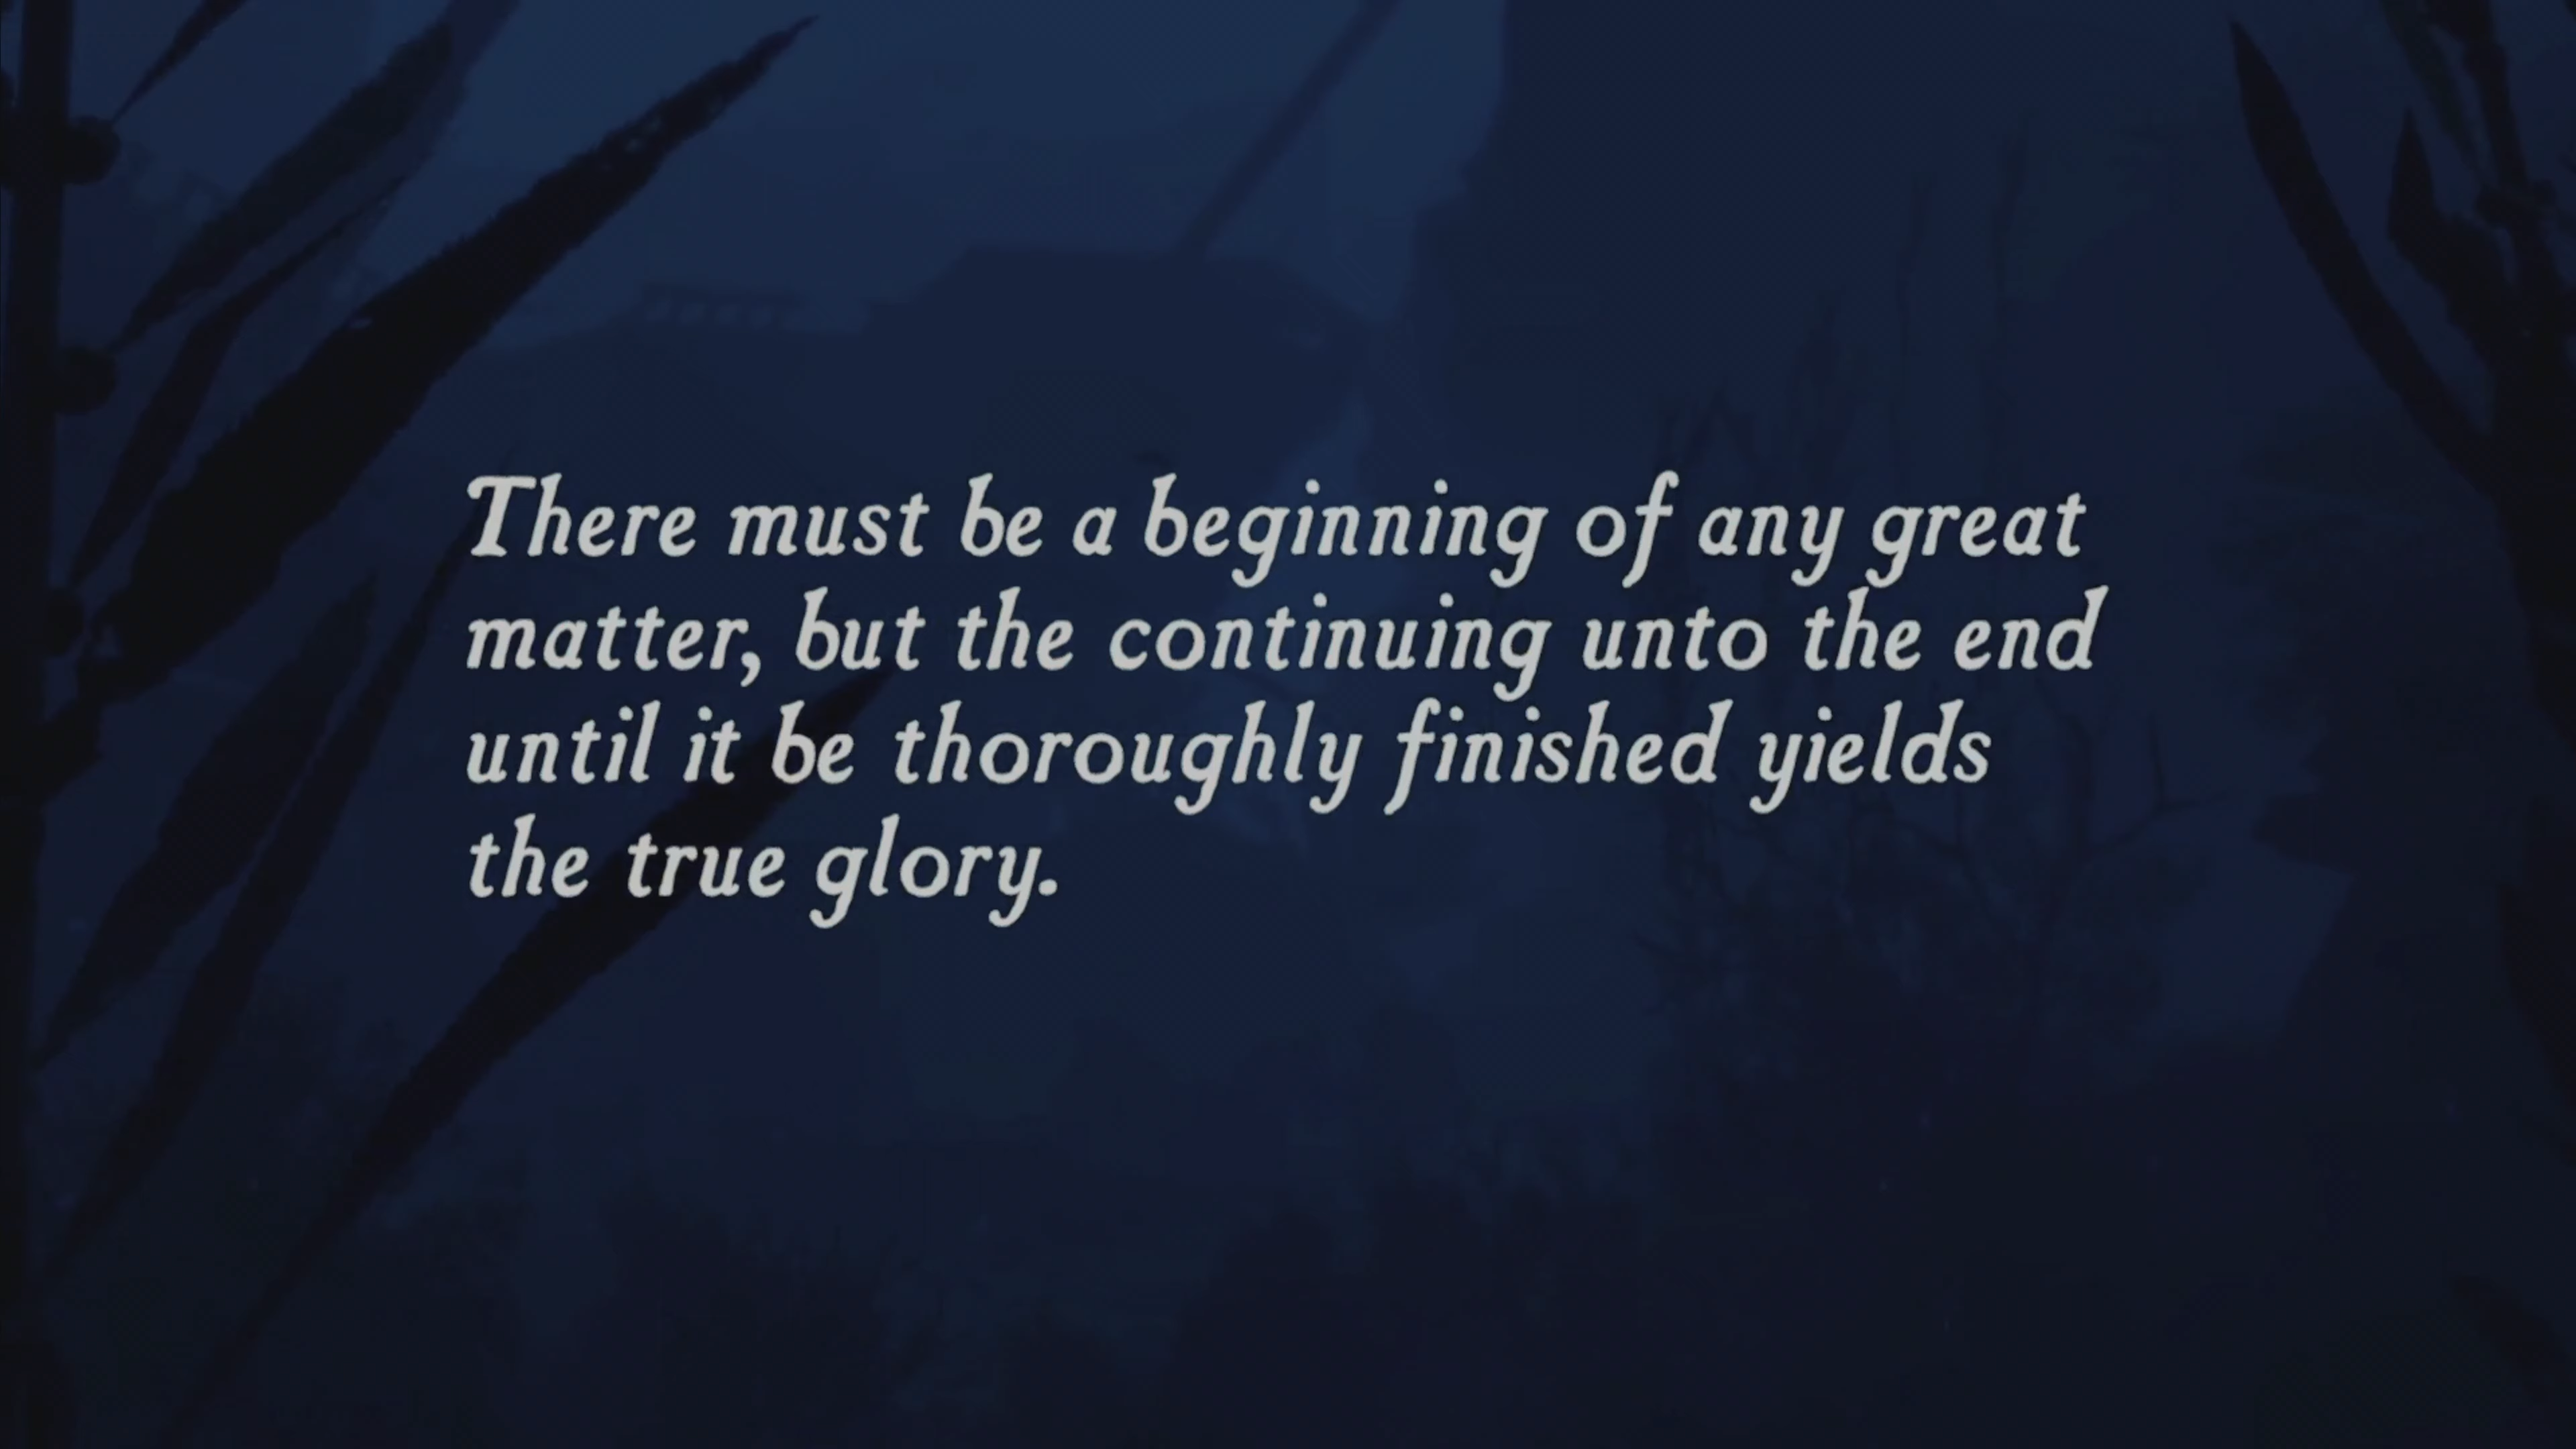 There must be a beginning of any great
matter, but the continuing unto the end
until it be thoroughly finished yields
the true glory.